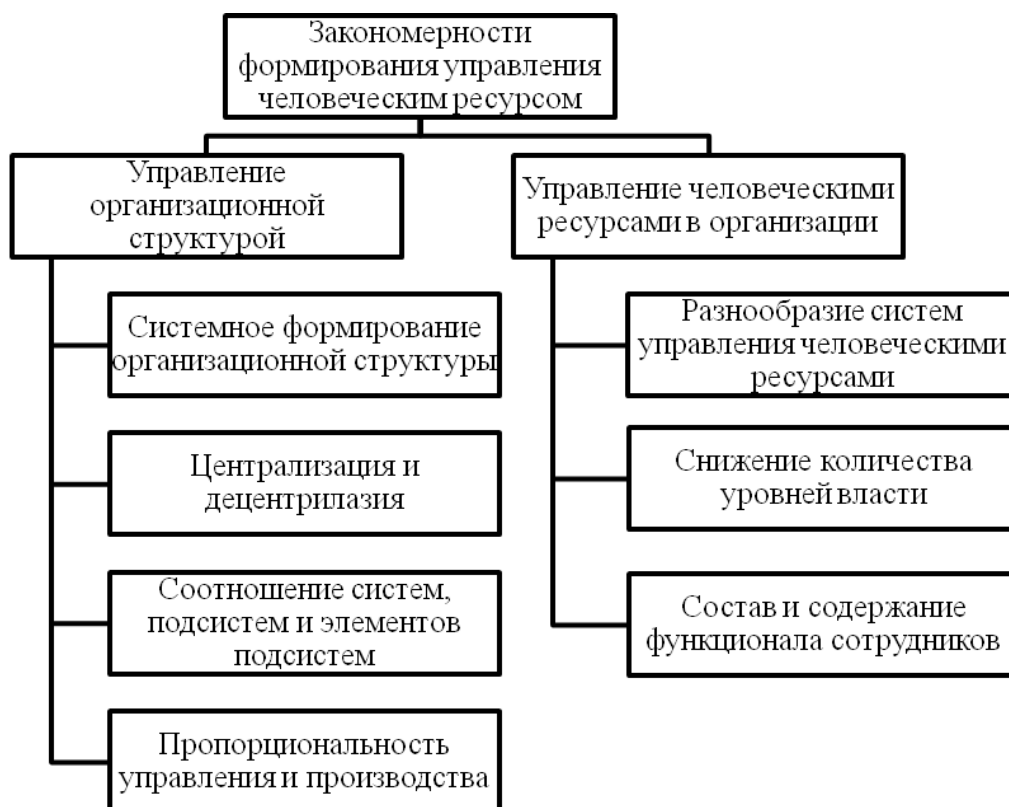 Закономерности
формирования управления
человеческим ресурсом
Управление
организационной
структурой
Системное формирование
организационной структуры
Централизация и
децентрилазия
Соотношение систем,
подсистем и элементов
подсистем
Пропорциональность
управления и производства
Управление человеческими
ресурсами в организации
Разнообразие систем
управления человеческими
ресурсами
Снижение количества
уровней власти
Состав и содержание
функционала сотрудников